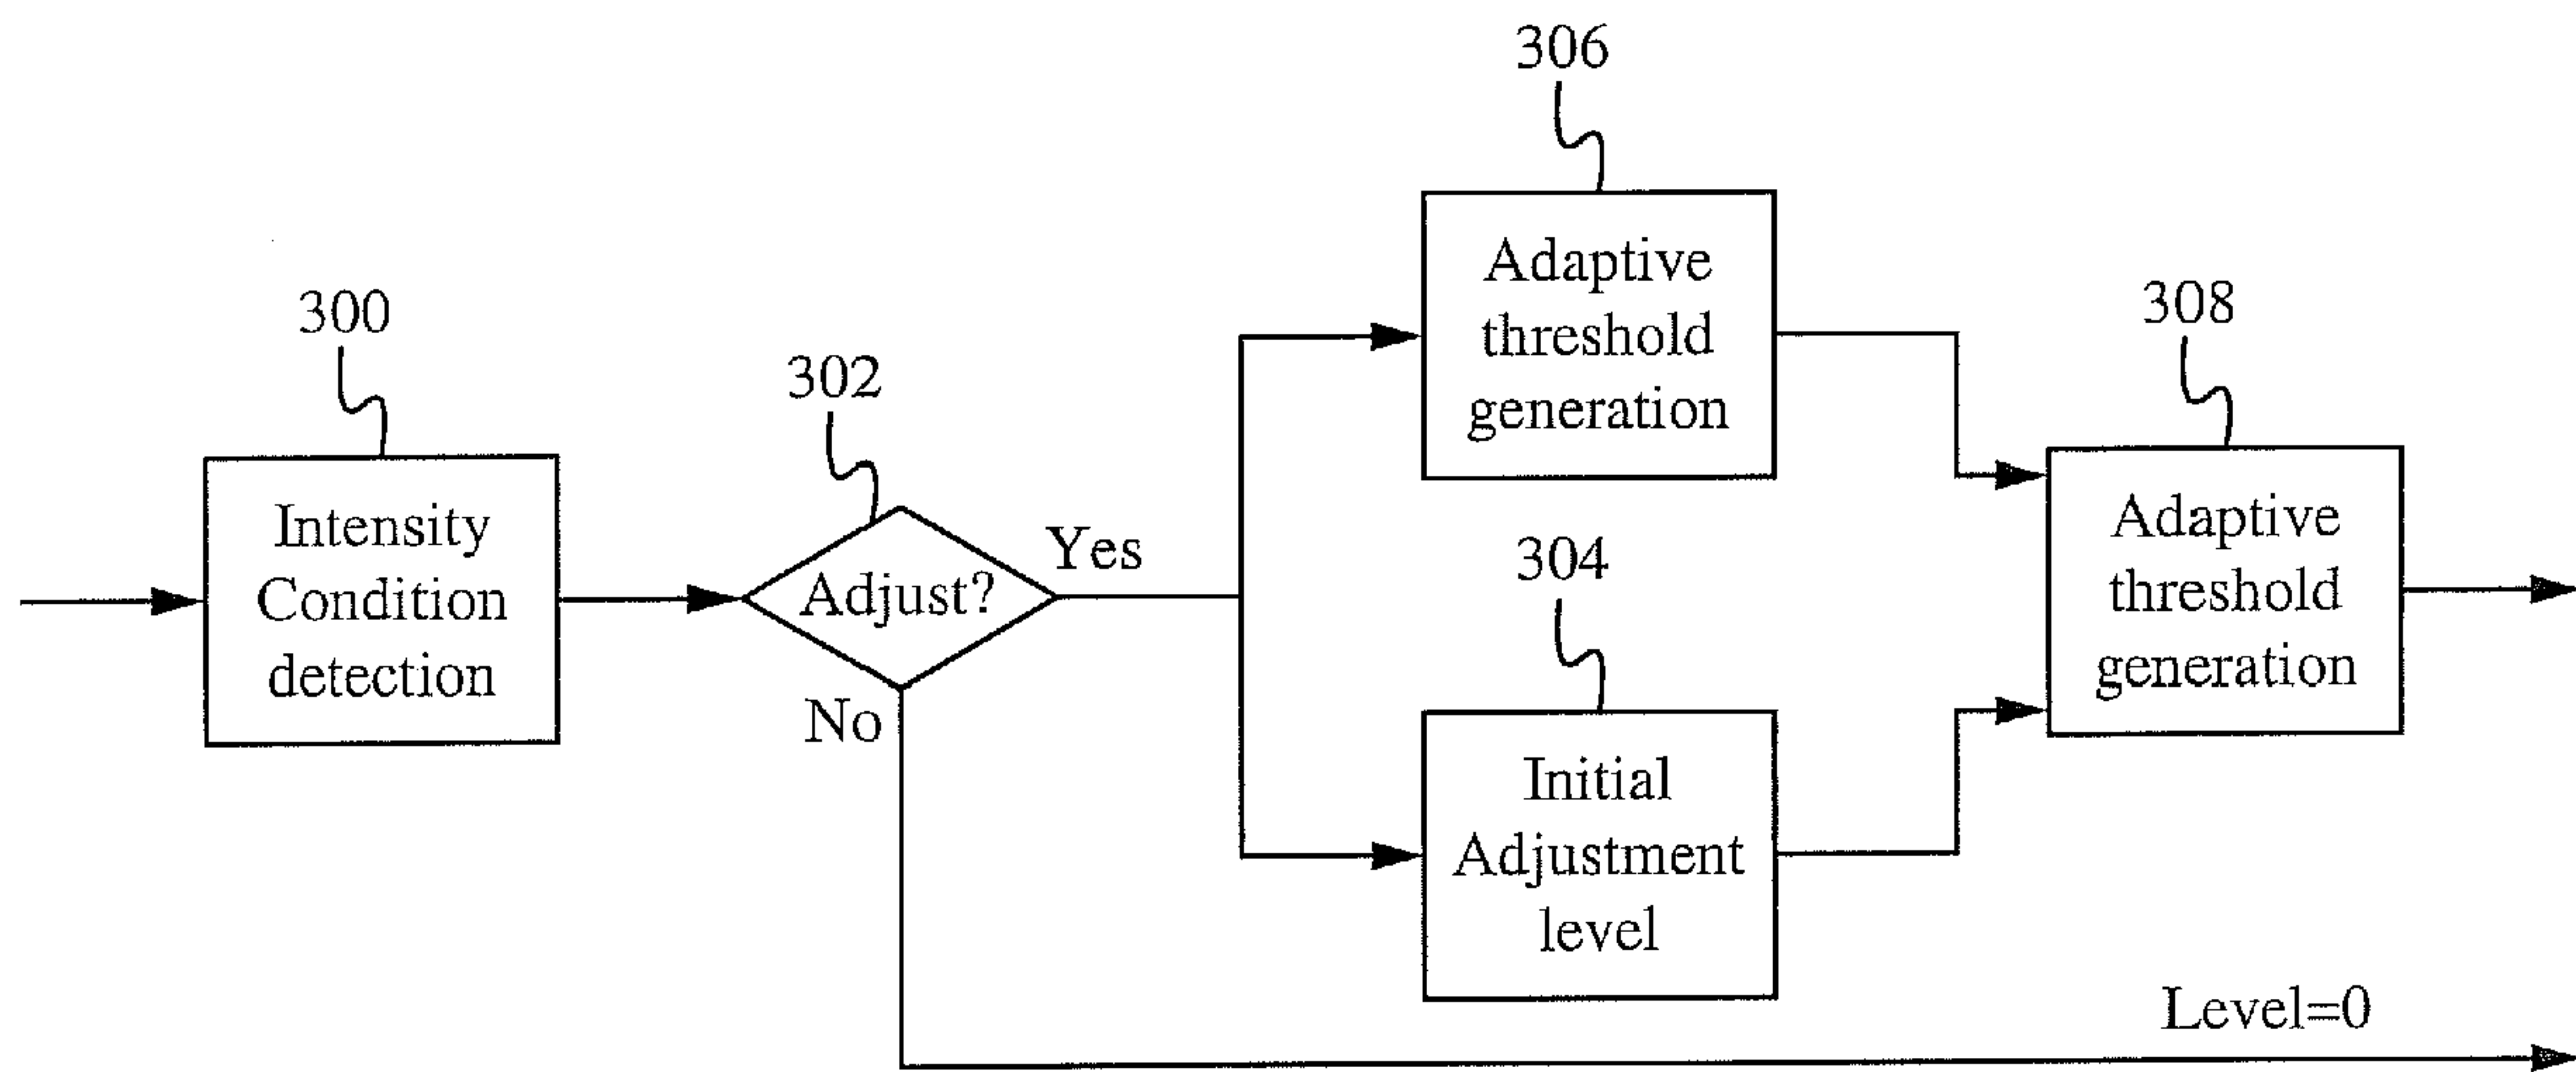 300
Intensity
Condition
detection
302
Adjust?
Yes
No
306
Adaptive
threshold
generation
304
Initial
Adjustment
level
308
Adaptive
threshold
generation
Level=0